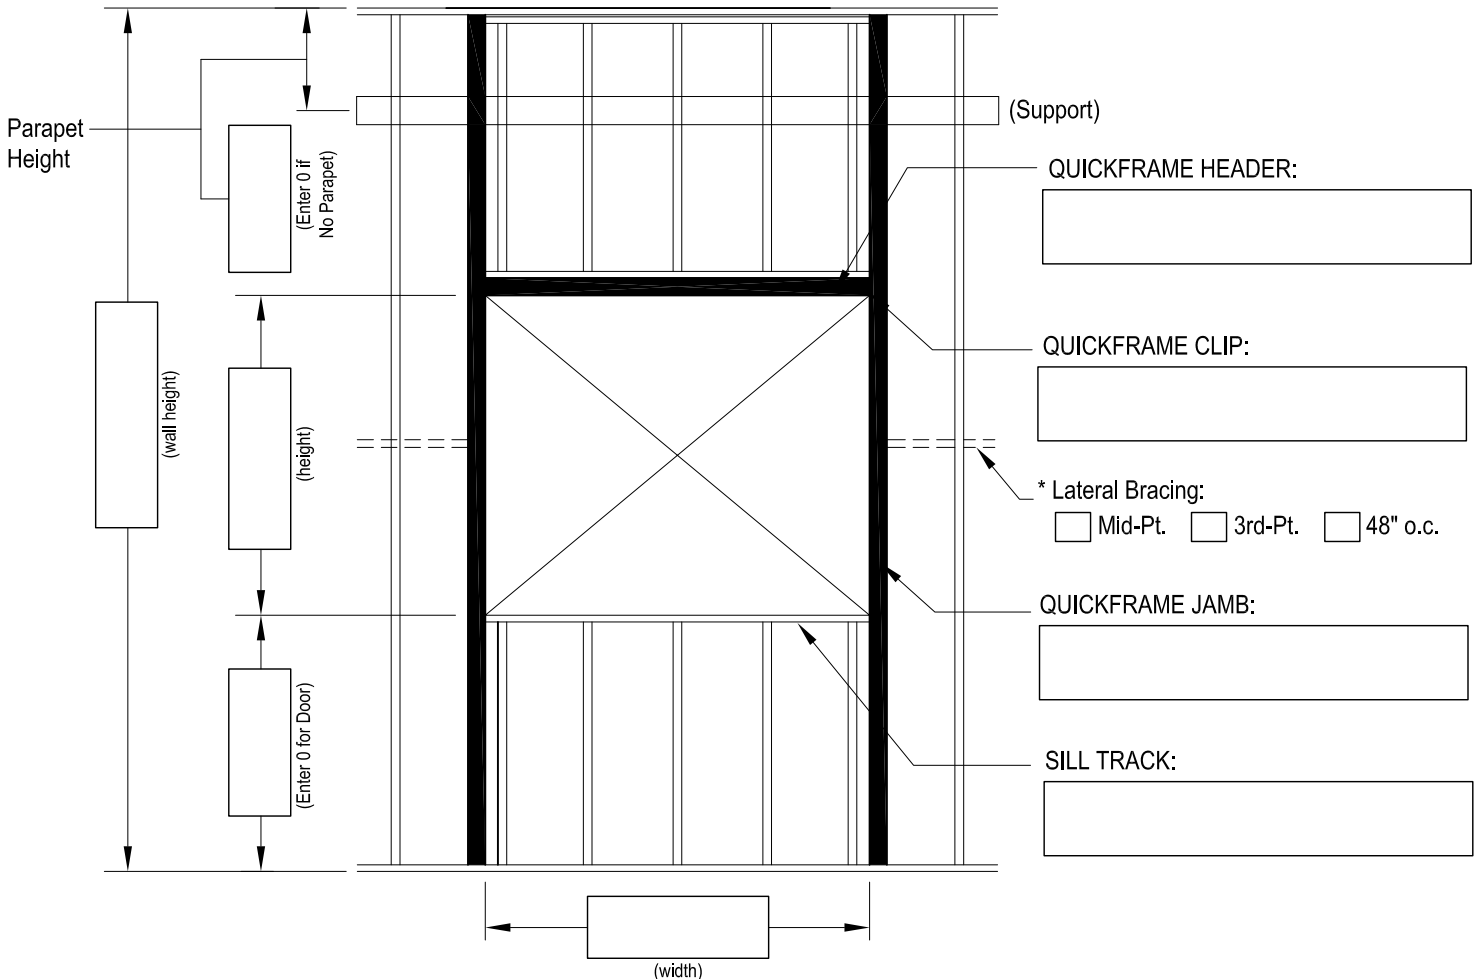 Parapet
Height
(Enter 0 if
No Parapet)
(wall height)
(height)
(Enter 0 for Door)
(width)
(Support)
QUICKFRAME HEADER:
QUICKFRAME CLIP:
* Lateral Bracing:
Mid-Pt. 3rd-Pt. 48" o.c.
QUICKFRAME JAMB:
SILL TRACK: